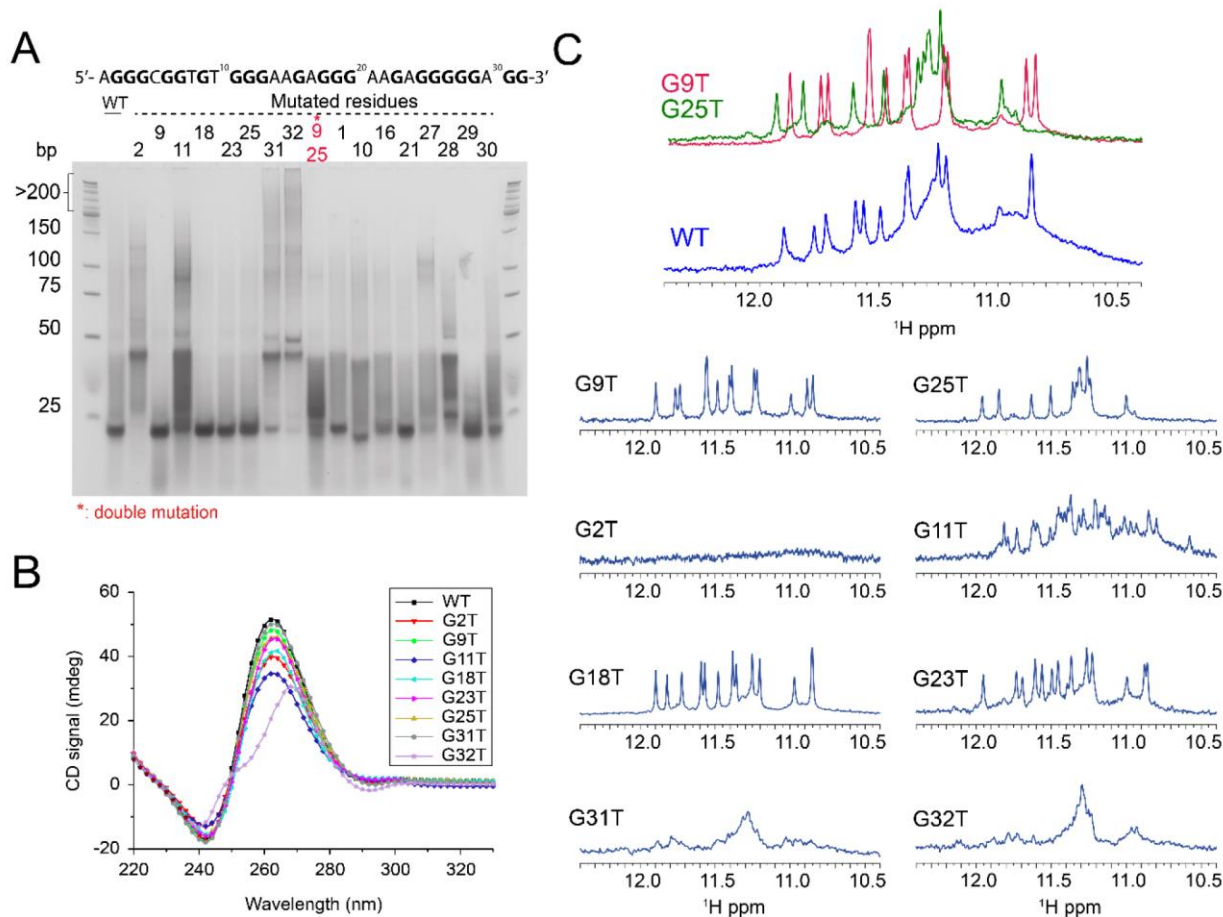 A
5'- AGGGCGGTGT¹⁰GGGAAGAGGG²⁰AAGAGGGGGA³⁰GG-3'
WT Mutated residues
*
9 18 25 32 9 1 16 27 29
bp 2 11 23 31 25 10 21 28 30
>200
150
100
75
50
25
*: double mutation
B
CD signal (mdeg)
60
40
20
0
-20
220 240 260 280 300 320
Wavelength (nm)
WT
G2T
G9T
G11T
G18T
G23T
G25T
G31T
G32T
C
G9T
G25T
WT
12.0 11.5 11.0 10.5
¹H ppm
G9T G25T
12.0 11.5 11.0 10.5 12.0 11.5 11.0 10.5
G2T G11T
12.0 11.5 11.0 10.5 12.0 11.5 11.0 10.5
G18T G23T
12.0 11.5 11.0 10.5 12.0 11.5 11.0 10.5
G31T G32T
12.0 11.5 11.0 10.5 12.0 11.5 11.0 10.5
¹H ppm ¹H ppm